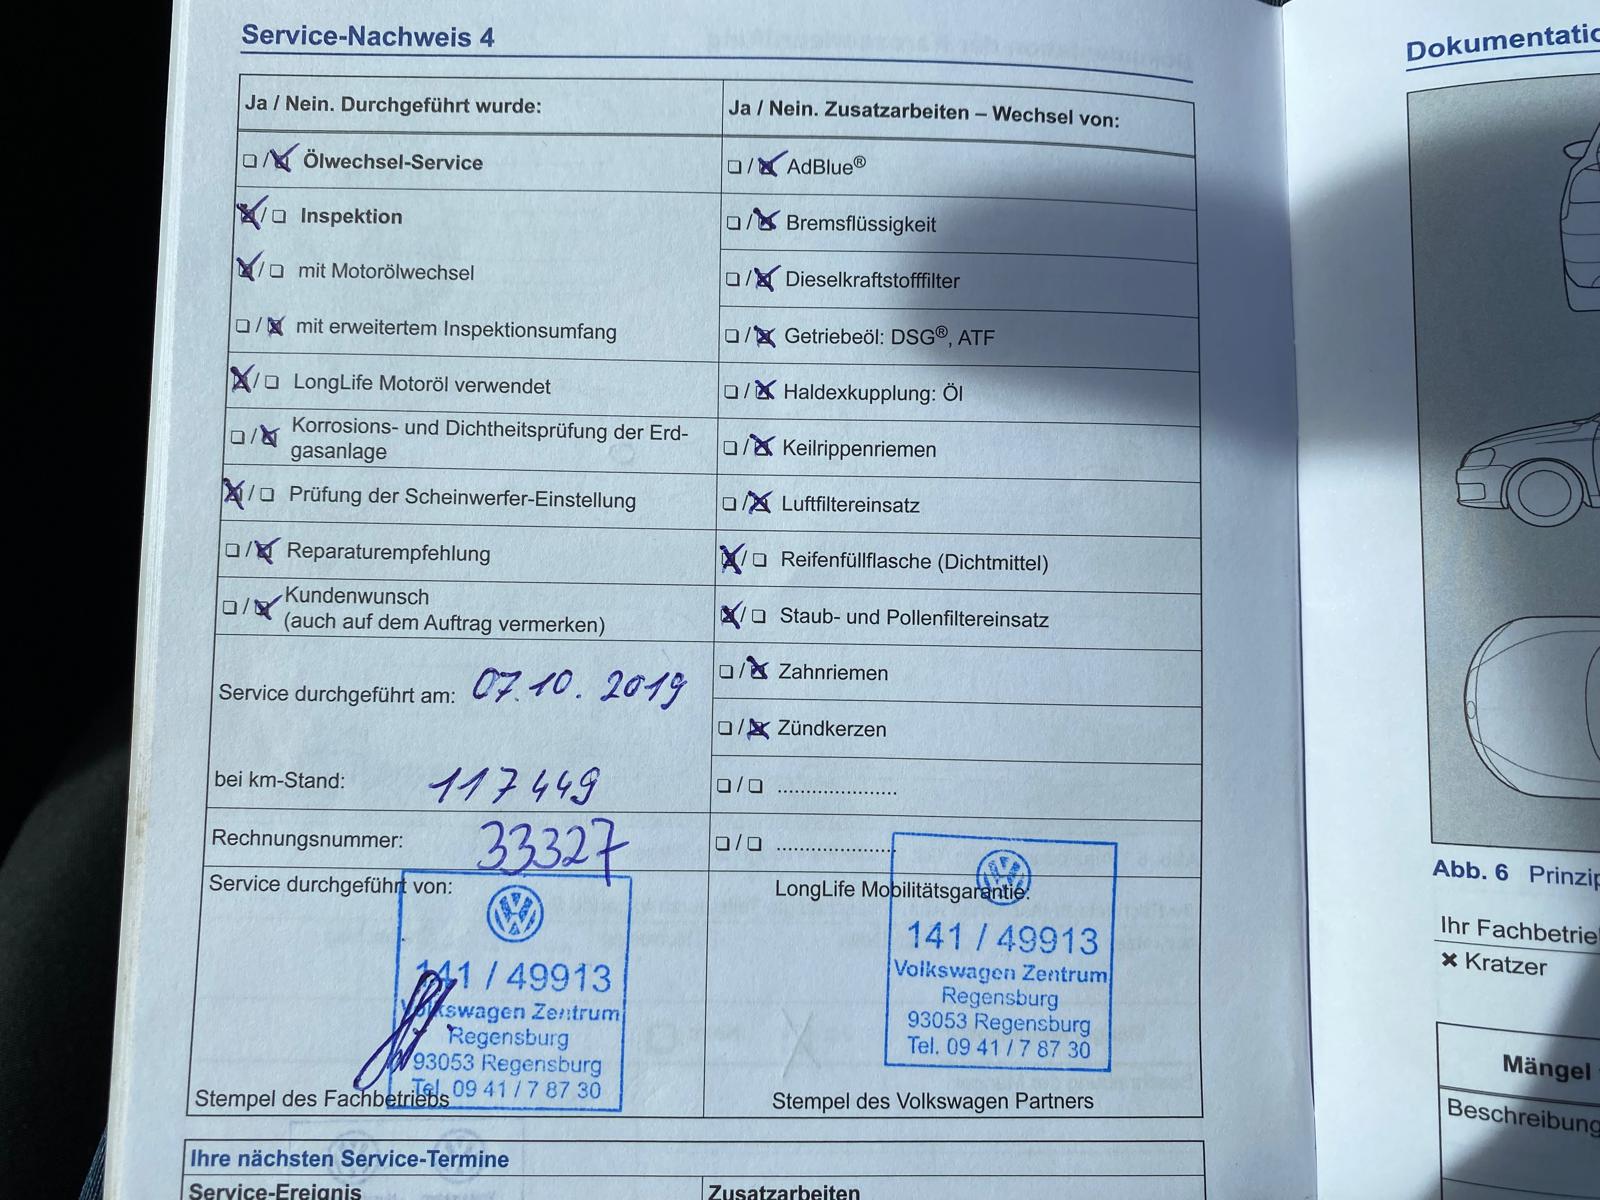 Service-Nachweis 4
Ja / Nein. Durchgeführt wurde:
❏ / ☒ Ölwechsel-Service
☒ / ❏ Inspektion
☒ / ❏ mit Motorölwechsel
❏ / ☒ mit erweitertem Inspektionsumfang
☒ / ❏ LongLife Motoröl verwendet
❏ / ☒ Korrosions- und Dichtheitsprüfung der Erd-
gasanlage
☒ / ❏ Prüfung der Scheinwerfer-Einstellung
❏ / ☒ Reparaturempfehlung
❏ / ☒ Kundenwunsch
(auch auf dem Auftrag vermerken)
Service durchgeführt am: 07.10.2019
bei km-Stand: 117449
Rechnungsnummer: 33327
Service durchgeführt von:
141 / 49913
Volkswagen Zentrum
Regensburg
93053 Regensburg
Tel. 09 41 / 7 87 30
Stempel des Fachbetriebs
Ja / Nein. Zusatzarbeiten – Wechsel von:
❏ / ☒ AdBlue®
❏ / ☒ Bremsflüssigkeit
❏ / ☒ Dieselkraftstofffilter
❏ / ☒ Getriebeöl: DSG®, ATF
❏ / ☒ Haldexkupplung: Öl
❏ / ☒ Keilrippenriemen
❏ / ☒ Luftfiltereinsatz
☒ / ❏ Reifenfüllflasche (Dichtmittel)
☒ / ❏ Staub- und Pollenfiltereinsatz
❏ / ☒ Zahnriemen
❏ / ☒ Zündkerzen
❏ / ❏ .....................
❏ / ❏ .....................
LongLife Mobilitätsgarantie:
141 / 49913
Volkswagen Zentrum
Regensburg
93053 Regensburg
Tel. 09 41 / 7 87 30
Stempel des Volkswagen Partners
Ihre nächsten Service-Termine
Service-Ereignis
Zusatzarbeiten
Dokumentatio
Abb. 6 Prinzip
Ihr Fachbetrie
✖ Kratzer
Mängel
Beschreibung